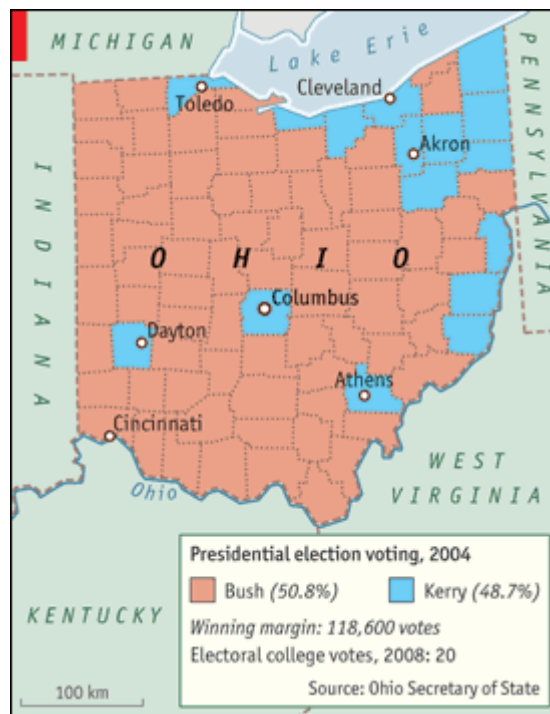 MICHIGAN
Lake Erie
PENNSYLVANIA
Cleveland
Toledo
Akron
INDIANA
OHIO
Columbus
Dayton
Athens
Cincinnati
WEST
VIRGINIA
Ohio
KENTUCKY
Presidential election voting, 2004
Bush (50.8%) Kerry (48.7%)
Winning margin: 118,600 votes
Electoral college votes, 2008: 20
Source: Ohio Secretary of State
100 km